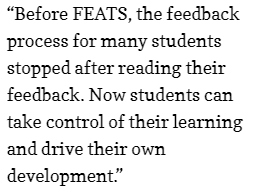 “Before FEATS, the feedback
process for many students
stopped after reading their
feedback. Now students can
take control of their learning
and drive their own
development.”